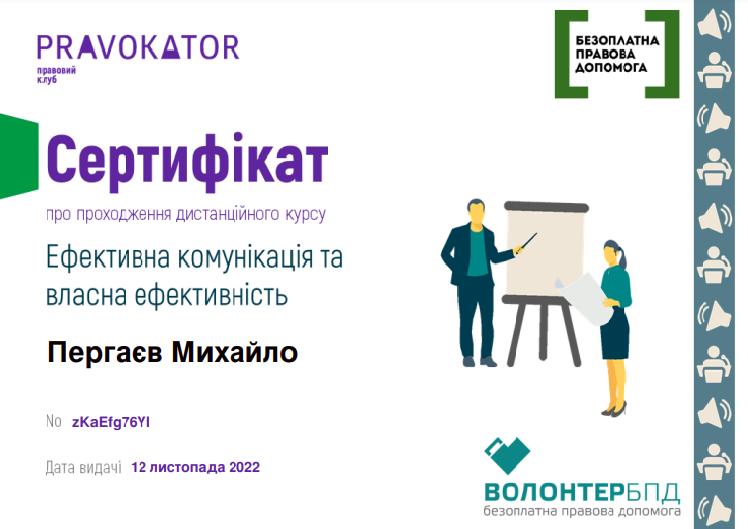 PRAVOKATOR
правовий
клуб
БЕЗОПЛАТНА
ПРАВОВА
ДОПОМОГА
Сертифікат
про проходження дистанційного курсу
Ефективна комунікація та
власна ефективність
Пергаєв Михайло
No zKaEfg76YI
Дата видачі 12 листопада 2022
ВОЛОНТЕРБПД
безоплатна правова допомога